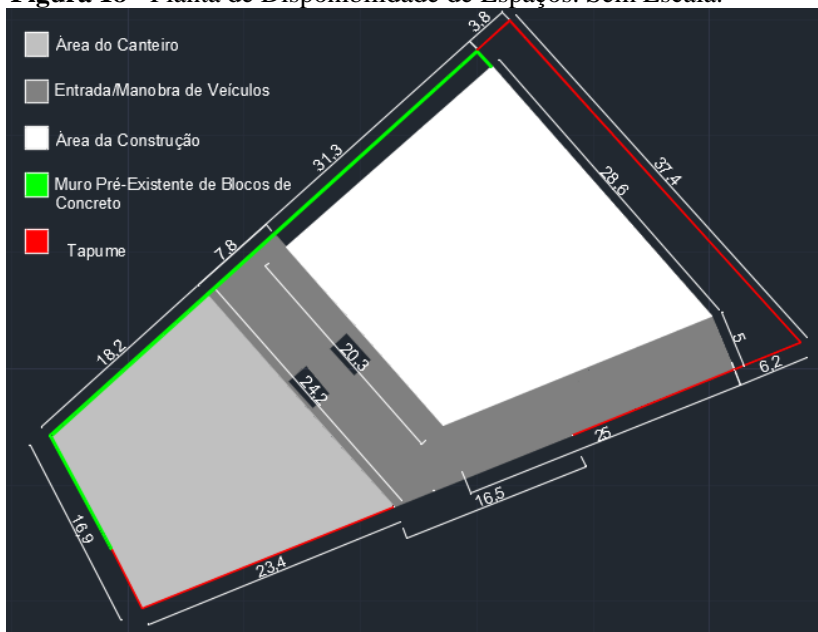 Figura 18 - Planta de Disponibilidade de Espaços. Sem Escala.
Área do Canteiro
Entrada/Manobra de Veículos
Área da Construção
Muro Pré-Existente de Blocos de
Concreto
Tapume
3,8
31,3
37,4
28,6
7,8
20,3
24,2
18,2
5
6,2
25
16,5
16,9
23,4